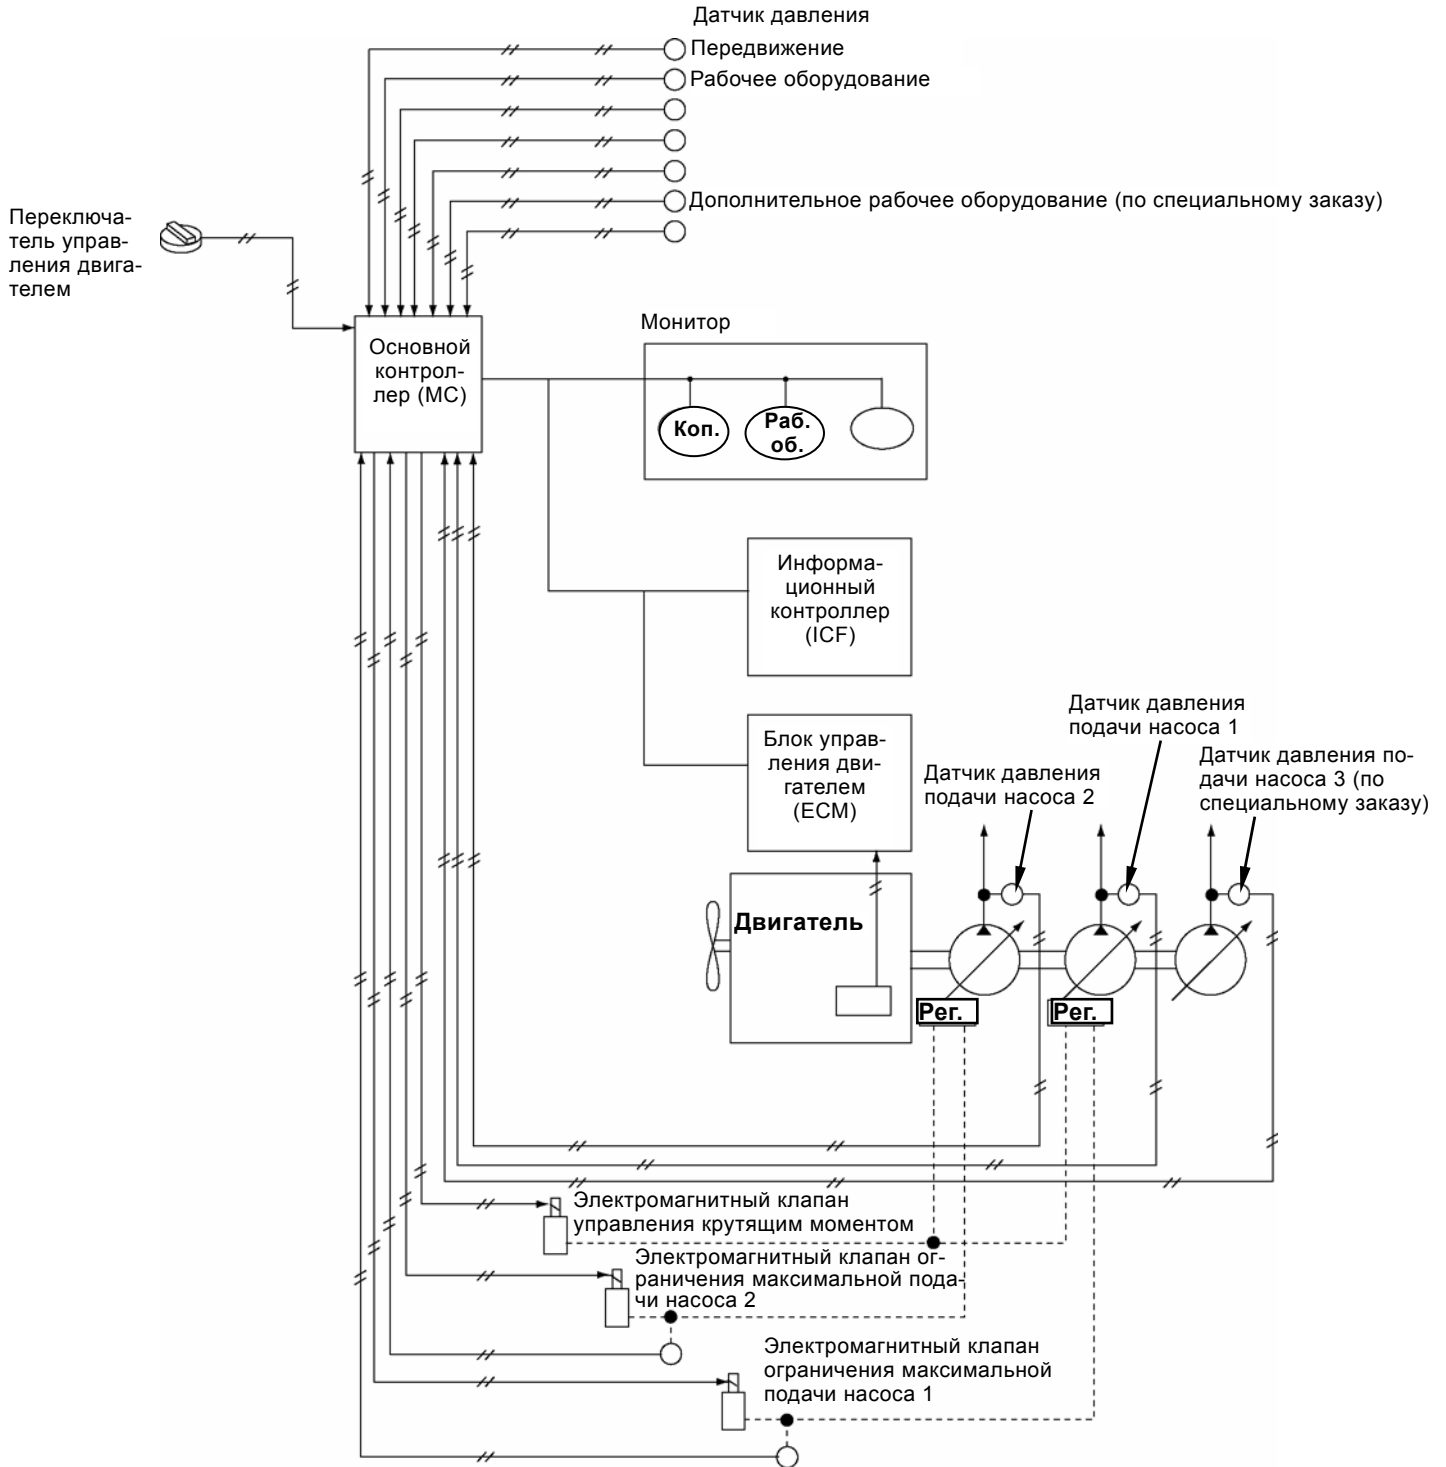 Датчик давления
Передвижение
Рабочее оборудование
Дополнительное рабочее оборудование (по специальному заказу)
Переключа-
тель управ-
ления двига-
телем
Основной
контрол-
лер (MC)
Монитор
Коп.
Раб.
об.
Информа-
ционный
контроллер
(ICF)
Блок управ-
ления дви-
гателем
(ECM)
Датчик давления
подачи насоса 1
Датчик давления
подачи насоса 2
Датчик давления по-
дачи насоса 3 (по
специальному заказу)
Двигатель
Рег.
Рег.
Электромагнитный клапан
управления крутящим моментом
Электромагнитный клапан ог-
раничения максимальной пода-
чи насоса 2
Электромагнитный клапан
ограничения максимальной
подачи насоса 1